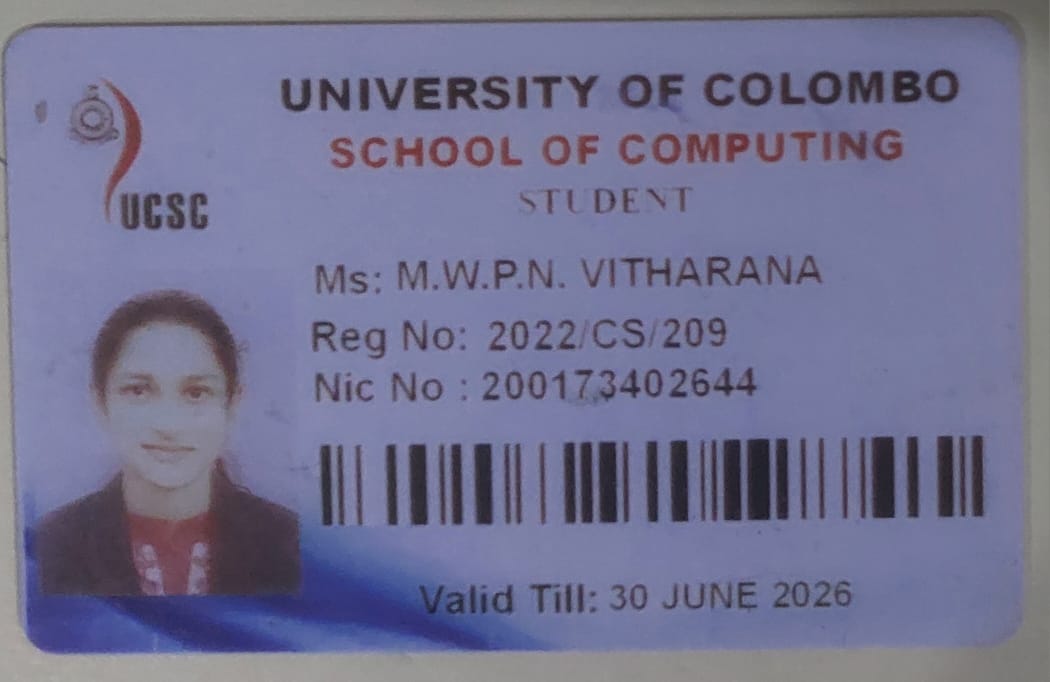 UNIVERSITY OF COLOMBO
SCHOOL OF COMPUTING
STUDENT
UCSC
Ms: M.W.P.N. VITHARANA
Reg No: 2022/CS/209
Nic No : 200173402644
Valid Till: 30 JUNE 2026